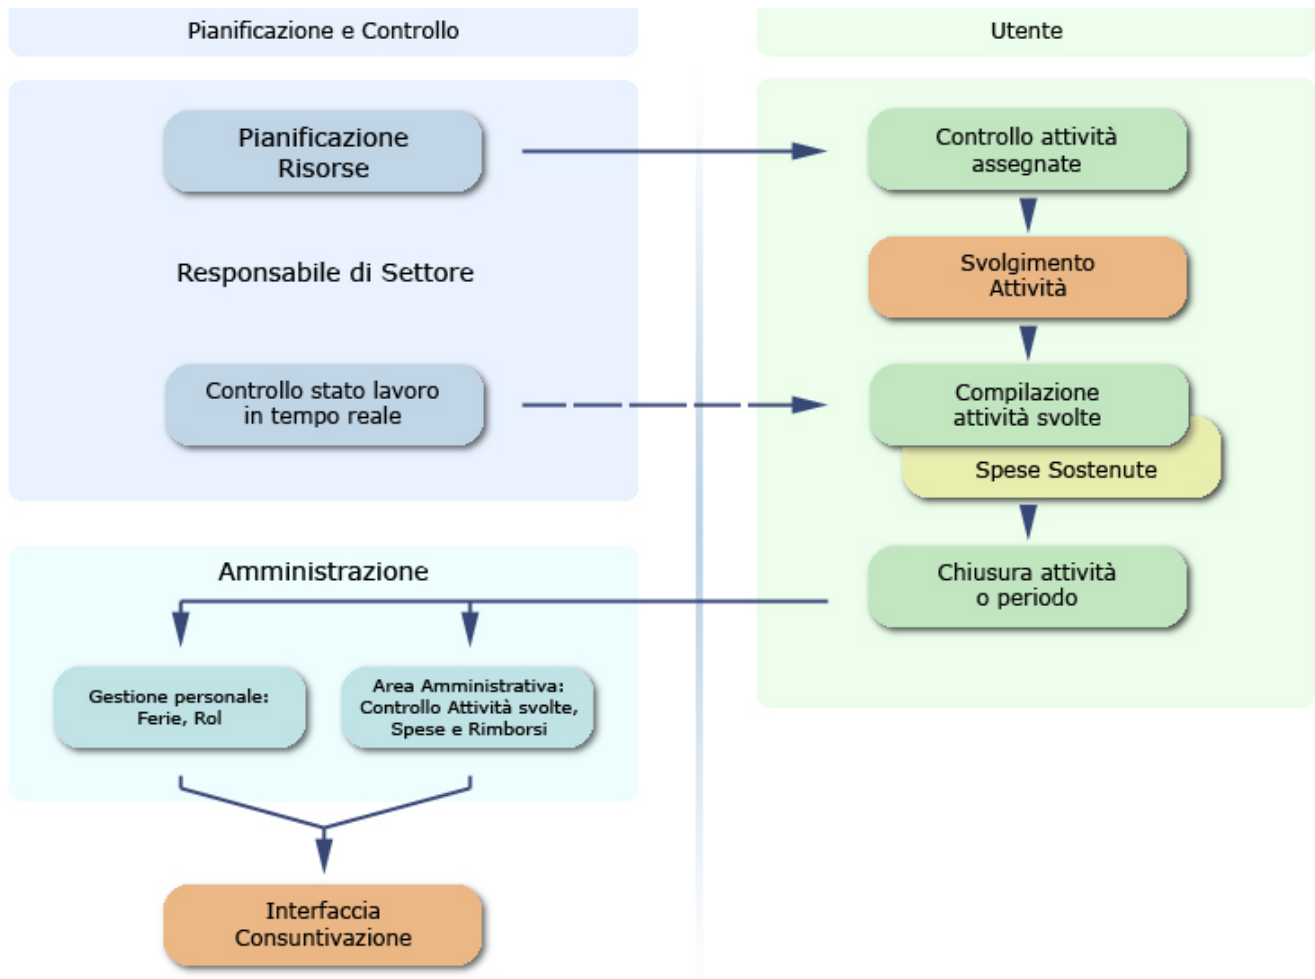 Pianificazione e Controllo
Utente
Pianificazione
Risorse
Responsabile di Settore
Controllo stato lavoro
in tempo reale
Controllo attività
assegnate
Svolgimento
Attività
Compilazione
attività svolte
Spese Sostenute
Chiusura attività
o periodo
Amministrazione
Gestione personale:
Ferie, Rol
Area Amministrativa:
Controllo Attività svolte,
Spese e Rimborsi
Interfaccia
Consuntivazione